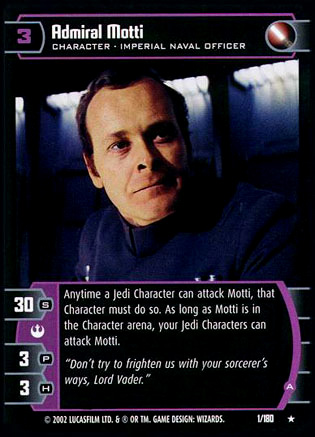 3 Admiral Motti
CHARACTER · IMPERIAL NAVAL OFFICER
30 S
Anytime a Jedi Character can attack Motti, that
Character must do so. As long as Motti is in
the Character arena, your Jedi Characters can
attack Motti.
3 P
"Don't try to frighten us with your sorcerer's
3 H
ways, Lord Vader."
A
© 2002 LUCASFILM LTD. & ® OR TM. GAME DESIGN: WIZARDS. 1/180 ★